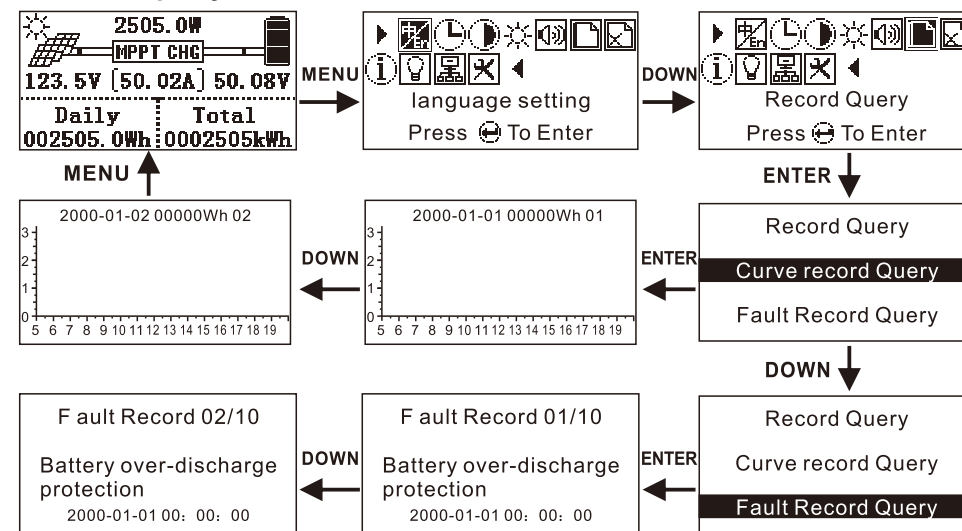 2505.0W
MPPT CHG
123.5V [50.02A] 50.08V
Daily Total
002505.0Wh 0002505kWh
MENU
中/En
i
language setting
Press To Enter
DOWN
中/En
i
Record Query
Press To Enter
ENTER
Record Query
Curve record Query
Fault Record Query
ENTER
2000-01-01 00000Wh 01
3
2
1
0
5 6 7 8 9 10 11 12 13 14 15 16 17 18 19
DOWN
2000-01-02 00000Wh 02
3
2
1
0
5 6 7 8 9 10 11 12 13 14 15 16 17 18 19
MENU
DOWN
Record Query
Curve record Query
Fault Record Query
ENTER
Fault Record 01/10
Battery over-discharge
protection
2000-01-01 00: 00: 00
DOWN
Fault Record 02/10
Battery over-discharge
protection
2000-01-01 00: 00: 00